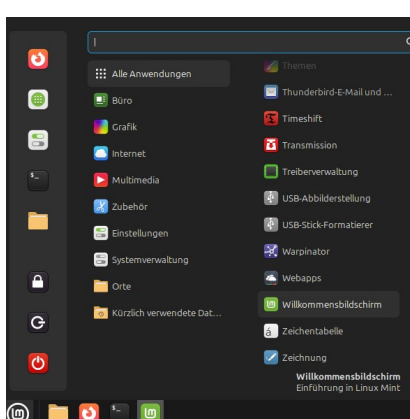 Alle Anwendungen
Büro
Grafik
Internet
Multimedia
Zubehör
Einstellungen
Systemverwaltung
Orte
Kürzlich verwendete Dat...
Themen
Thunderbird-E-Mail und ...
Timeshift
Transmission
Treiberverwaltung
USB-Abbilderstellung
USB-Stick-Formatierer
Warpinator
Webapps
Willkommensbildschirm
á Zeichentabelle
Zeichnung
Willkommensbildschirm
Einführung in Linux Mint